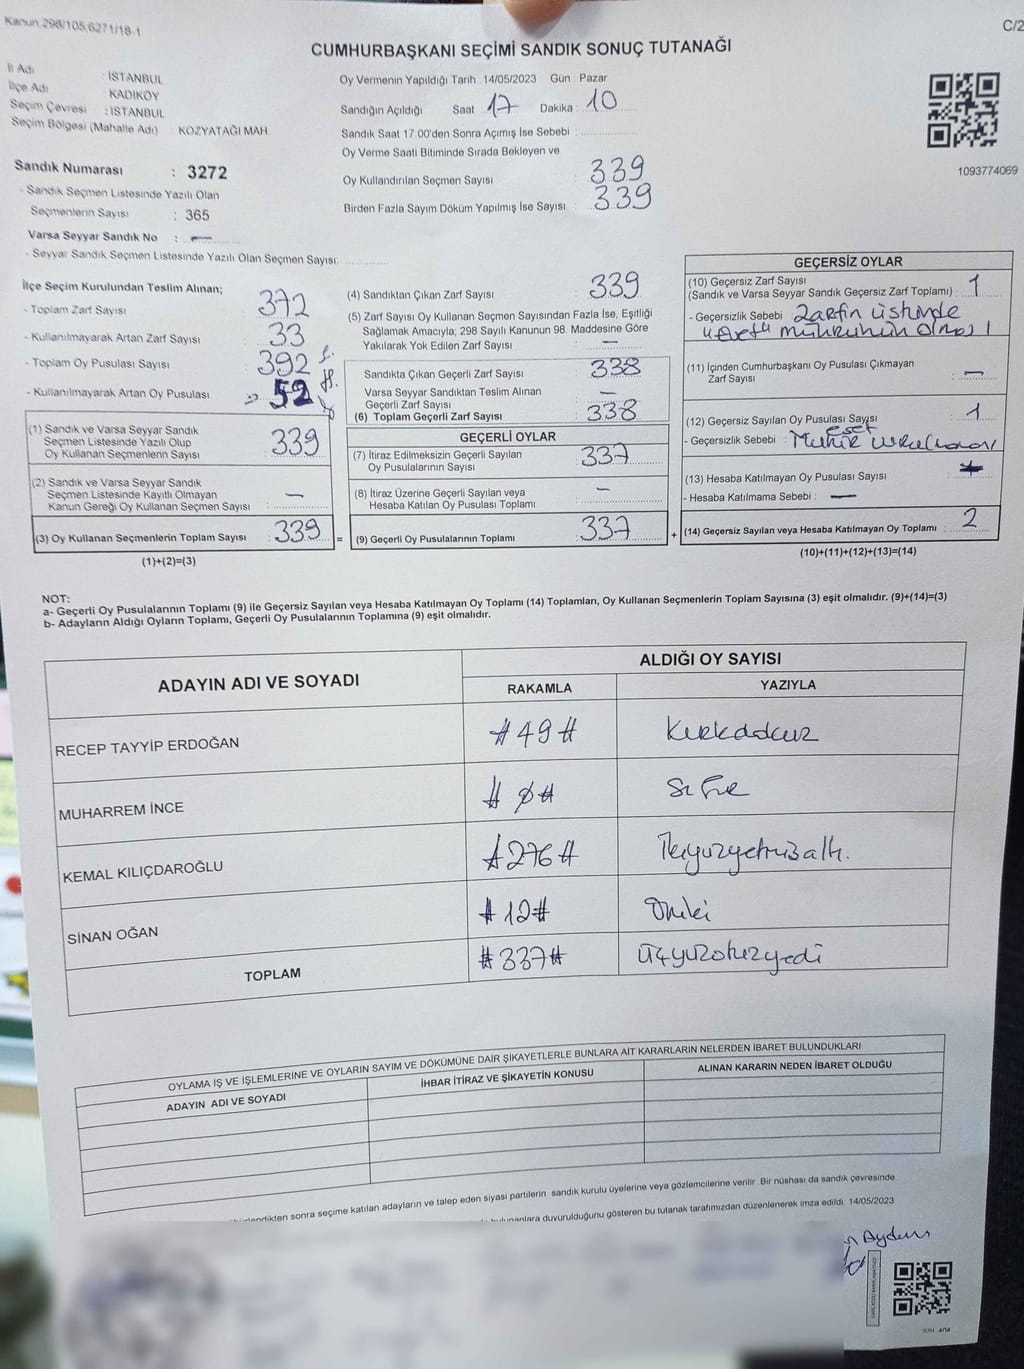 Kanun,298/105;6271/18-1
C/2
CUMHURBAŞKANI SEÇİMİ SANDIK SONUÇ TUTANAĞI
İl Adı : İSTANBUL
İlçe Adı : KADIKÖY
Seçim Çevresi : İSTANBUL
Seçim Bölgesi (Mahalle Adı) : KOZYATAĞI MAH
Sandık Numarası : 3272
- Sandık Seçmen Listesinde Yazılı Olan
Seçmenlerin Sayısı : 365
Varsa Seyyar Sandık No : —
- Seyyar Sandık Seçmen Listesinde Yazılı Olan Seçmen Sayısı:
Oy Vermenin Yapıldığı Tarih 14/05/2023 Gün : Pazar
Sandığın Açıldığı Saat 17 Dakika 10
Sandık Saat 17:00'den Sonra Açımış İse Sebebi :
Oy Verme Saati Bitiminde Sırada Bekleyen ve
Oy Kullandırılan Seçmen Sayısı : 339
Birden Fazla Sayım Döküm Yapılmış İse Sayısı : 339
1093774069
İlçe Seçim Kurulundan Teslim Alınan;
- Toplam Zarf Sayısı : 372
- Kullanılmayarak Artan Zarf Sayısı : 33
- Toplam Oy Pusulası Sayısı : 392
- Kullanılmayarak Artan Oy Pusulası : 52
(1) Sandık ve Varsa Seyyar Sandık
Seçmen Listesinde Yazılı Olup
Oy Kullanan Seçmenlerin Sayısı : 339
(2) Sandık ve Varsa Seyyar Sandık
Seçmen Listesinde Kayıtlı Olmayan
Kanun Gereği Oy Kullanan Seçmen Sayısı : —
(3) Oy Kullanan Seçmenlerin Toplam Sayısı : 339 =
(1)+(2)=(3)
(4) Sandıktan Çıkan Zarf Sayısı : 339
(5) Zarf Sayısı Oy Kullanan Seçmen Sayısından Fazla İse, Eşitliği
Sağlamak Amacıyla; 298 Sayılı Kanunun 98. Maddesine Göre
Yakılarak Yok Edilen Zarf Sayısı : —
Sandıkta Çıkan Geçerli Zarf Sayısı : 338
Varsa Seyyar Sandıktan Teslim Alınan
Geçerli Zarf Sayısı : —
(6) Toplam Geçerli Zarf Sayısı : 338
GEÇERLİ OYLAR
(7) İtiraz Edilmeksizin Geçerli Sayılan
Oy Pusulalarının Sayısı : 337
(8) İtiraz Üzerine Geçerli Sayılan veya
Hesaba Katılan Oy Pusulası Toplamı : —
(9) Geçerli Oy Pusulalarının Toplamı : 337 +
GEÇERSİZ OYLAR
(10) Geçersiz Zarf Sayısı
(Sandık ve Varsa Seyyar Sandık Geçersiz Zarf Toplamı) : 1
- Geçersizlik Sebebi : Zarfın üstünde
"evet" mührünün olması
(11) İçinden Cumhurbaşkanı Oy Pusulası Çıkmayan
Zarf Sayısı : —
(12) Geçersiz Sayılan Oy Pusulası Sayısı : 1
- Geçersizlik Sebebi :
(13) Hesaba Katılmayan Oy Pusulası Sayısı :
- Hesaba Katılmama Sebebi : —
(14) Geçersiz Sayılan veya Hesaba Katılmayan Oy Toplamı : 2
(10)+(11)+(12)+(13)=(14)
NOT:
a- Geçerli Oy Pusulalarının Toplamı (9) ile Geçersiz Sayılan veya Hesaba Katılmayan Oy Toplamı (14) Toplamları, Oy Kullanan Seçmenlerin Toplam Sayısına (3) eşit olmalıdır. (9)+(14)=(3)
b- Adayların Aldığı Oyların Toplamı, Geçerli Oy Pusulalarının Toplamına (9) eşit olmalıdır.
ADAYIN ADI VE SOYADI
ALDIĞI OY SAYISI
RAKAMLA YAZIYLA
RECEP TAYYİP ERDOĞAN #49# Kırkdokuz
MUHARREM İNCE # 0# Sıfır
KEMAL KILIÇDAROĞLU #276# İkiyüzyetmişaltı.
SİNAN OĞAN #12# Oniki
TOPLAM #337# Üçyüzotuzyedi
OYLAMA İŞ VE İŞLEMLERİNE VE OYLARIN SAYIM VE DÖKÜMÜNE DAİR ŞİKAYETLERLE BUNLARA AİT KARARLARIN NELERDEN İBARET BULUNDUKLARI
ADAYIN ADI VE SOYADI İHBAR İTİRAZ VE ŞİKAYETİN KONUSU ALINAN KARARIN NEDEN İBARET OLDUĞU
sonra seçime katılan adayların ve talep eden siyasi partilerin sandık kurulu üyelerine veya gözlemcilerine verilir. Bir nüshası da sandık çevresinde
duyurulduğunu gösteren bu tutanak tarafımızdan düzenlenerek imza edildi. 14/05/2023